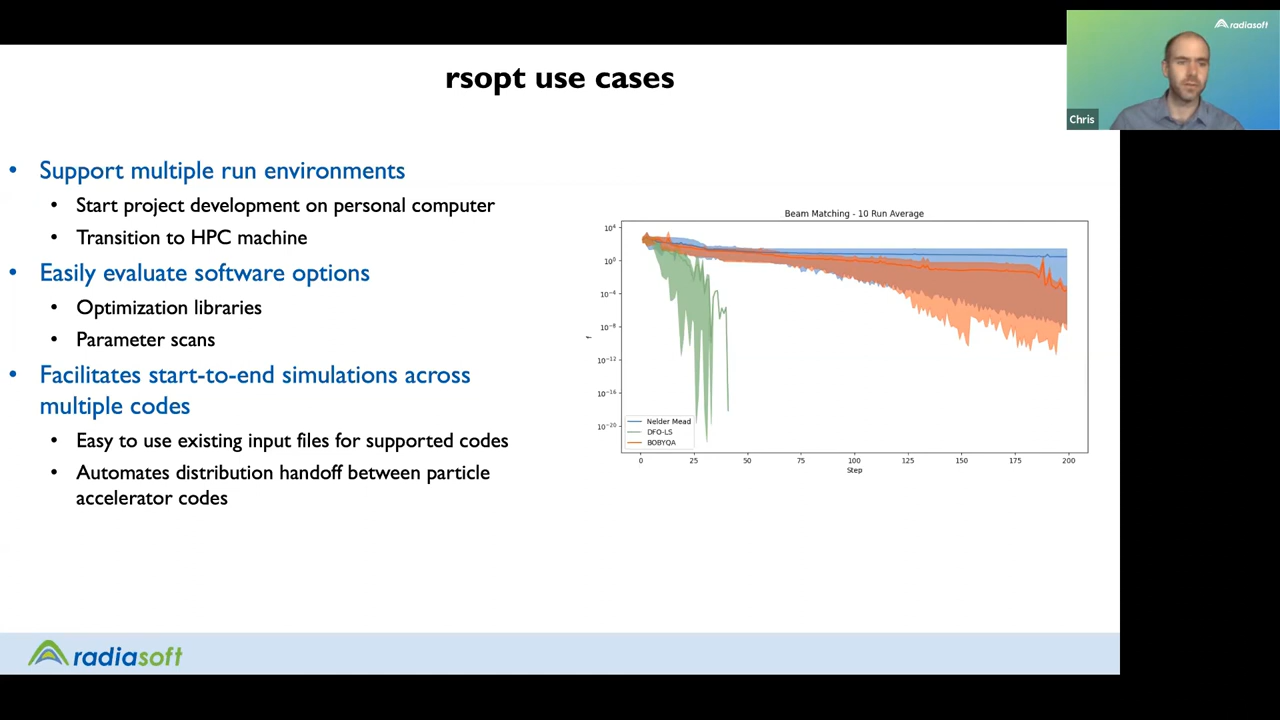 radiasoft
Chris
rsopt use cases
• Support multiple run environments
• Start project development on personal computer
• Transition to HPC machine
• Easily evaluate software options
• Optimization libraries
• Parameter scans
• Facilitates start-to-end simulations across
multiple codes
• Easy to use existing input files for supported codes
• Automates distribution handoff between particle
accelerator codes
Beam Matching - 10 Run Average
10⁴
10⁰
10⁻⁴
10⁻⁸
10⁻¹²
10⁻¹⁶
10⁻²⁰
f
Nelder Mead
DFO-LS
BOBYQA
0 25 50 75 100 125 150 175 200
Step
radiasoft